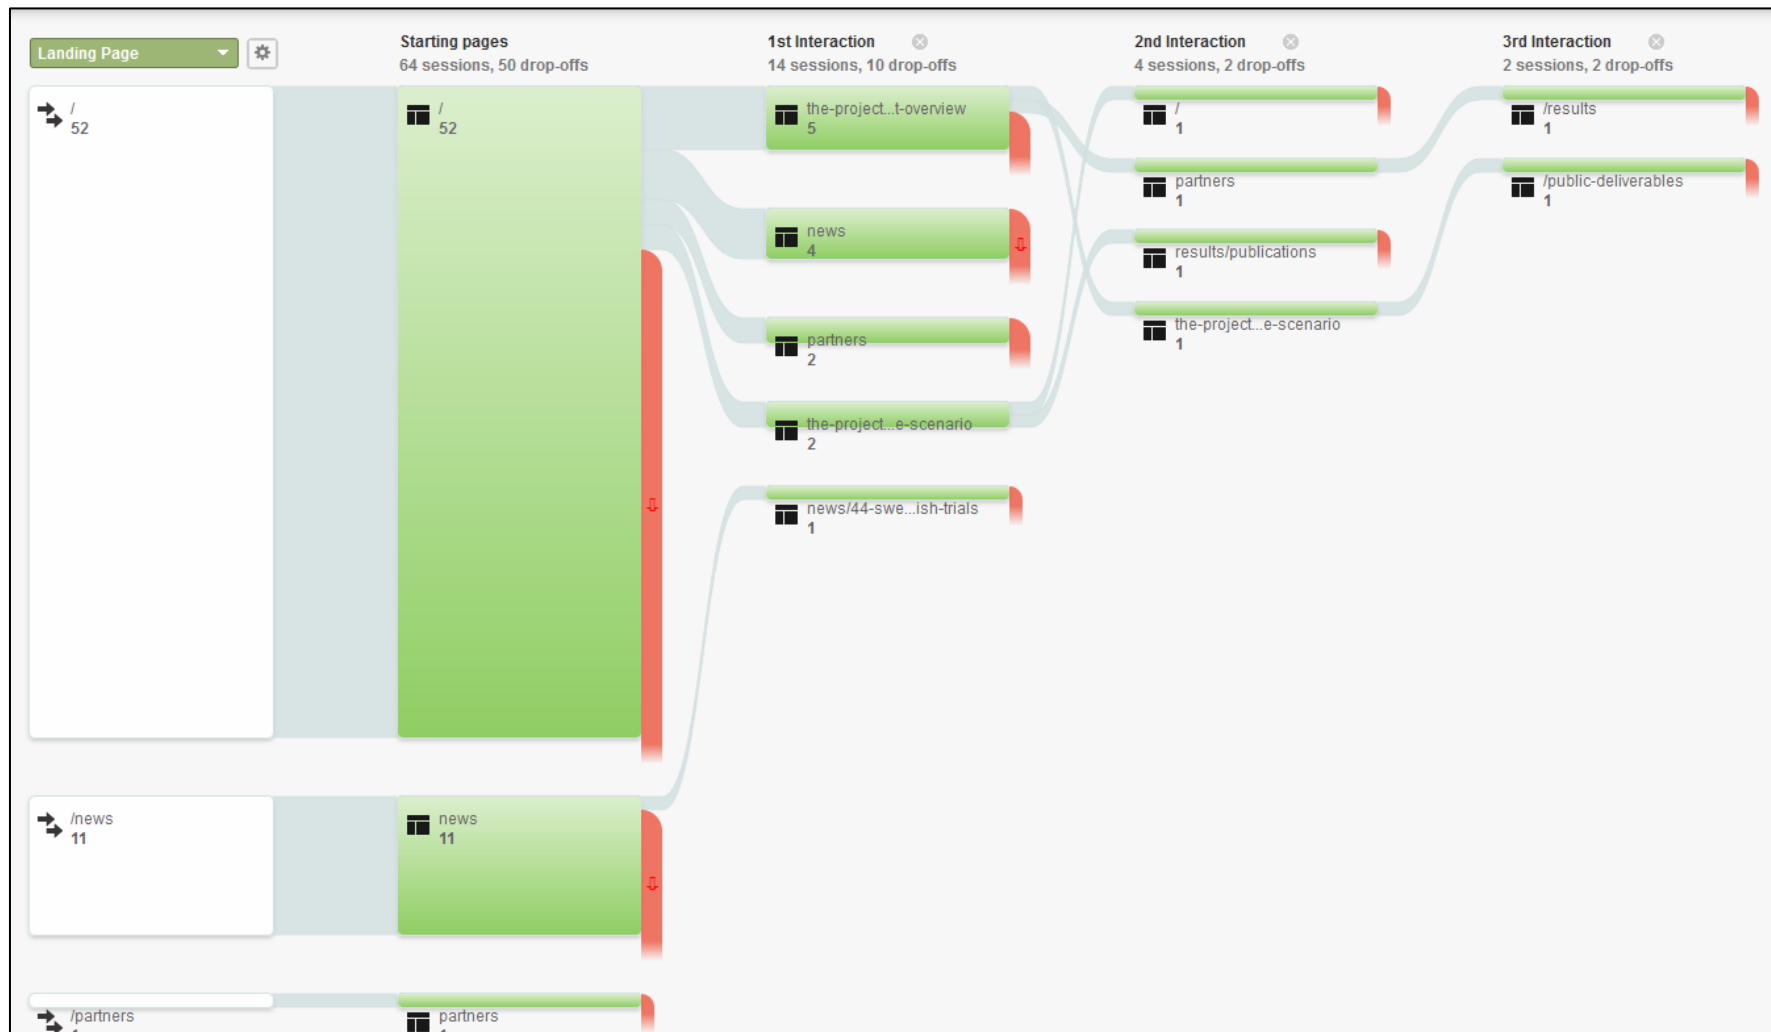 Landing Page
Starting pages
64 sessions, 50 drop-offs
1st Interaction
14 sessions, 10 drop-offs
2nd Interaction
4 sessions, 2 drop-offs
3rd Interaction
2 sessions, 2 drop-offs
/
52
/
52
the-project...t-overview
5
news
4
partners
2
the-project...e-scenario
2
news/44-swe...ish-trials
1
/
1
partners
1
results/publications
1
the-project...e-scenario
1
/results
1
/public-deliverables
1
/news
11
news
11
/partners
partners